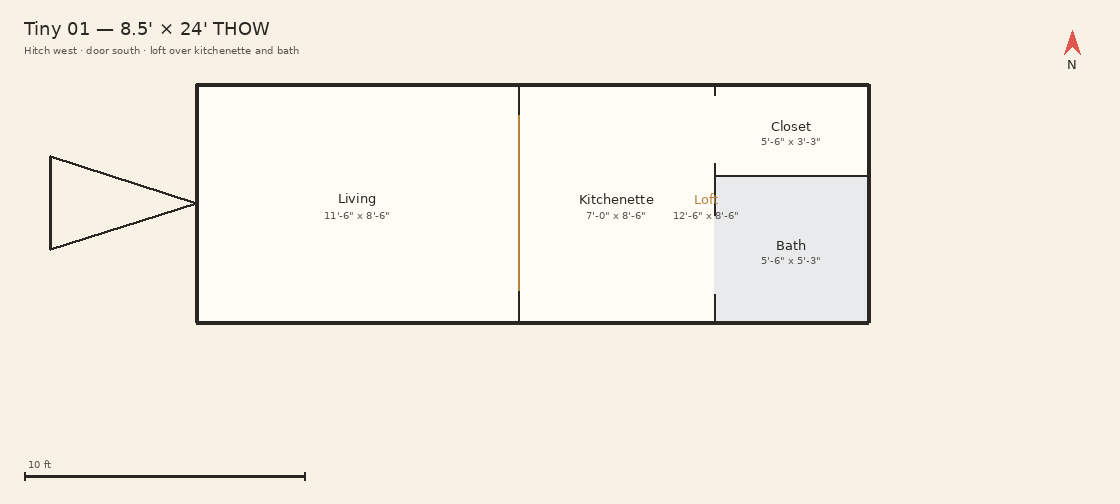 Tiny 01 — 8.5' × 24' THOW
Hitch west · door south · loft over kitchenette and bath
N
Closet
5'-6" x 3'-3"
Living
11'-6" x 8'-6"
Kitchenette
7'-0" x 8'-6"
Loft
12'-6" x 8'-6"
Bath
5'-6" x 5'-3"
10 ft